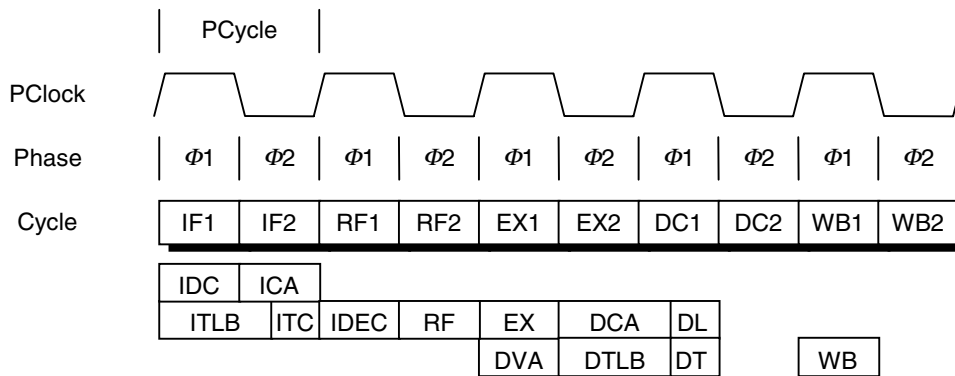 PCycle
PClock
Phase Φ1 Φ2 Φ1 Φ2 Φ1 Φ2 Φ1 Φ2 Φ1 Φ2
Cycle IF1 IF2 RF1 RF2 EX1 EX2 DC1 DC2 WB1 WB2
IDC ICA
ITLB ITC IDEC RF EX DCA DL
DVA DTLB DT WB